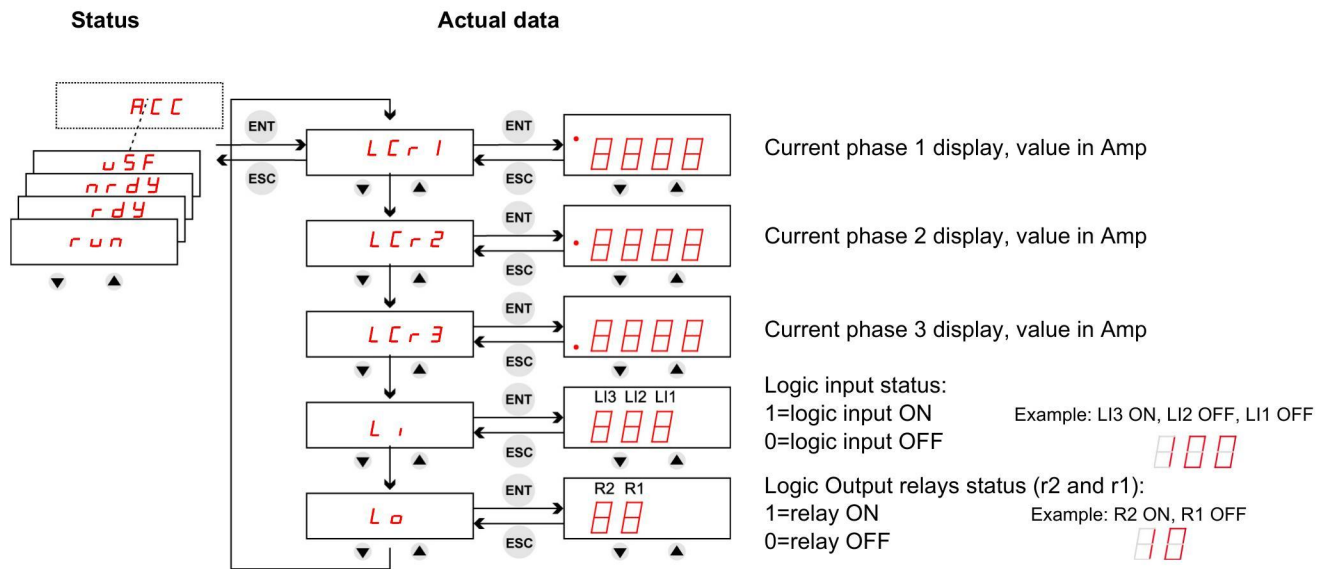 Status
Actual data
ACC
uSF
nrdY
rdY
run
ENT
ESC
LCr1
ENT
ESC
8888
Current phase 1 display, value in Amp
LCr2
ENT
ESC
8888
Current phase 2 display, value in Amp
LCr3
ENT
ESC
8888
Current phase 3 display, value in Amp
Li
ENT
ESC
LI3 LI2 LI1
888
Logic input status:
1=logic input ON
0=logic input OFF
Example: LI3 ON, LI2 OFF, LI1 OFF
100
Lo
ENT
ESC
R2 R1
88
Logic Output relays status (r2 and r1):
1=relay ON
0=relay OFF
Example: R2 ON, R1 OFF
10